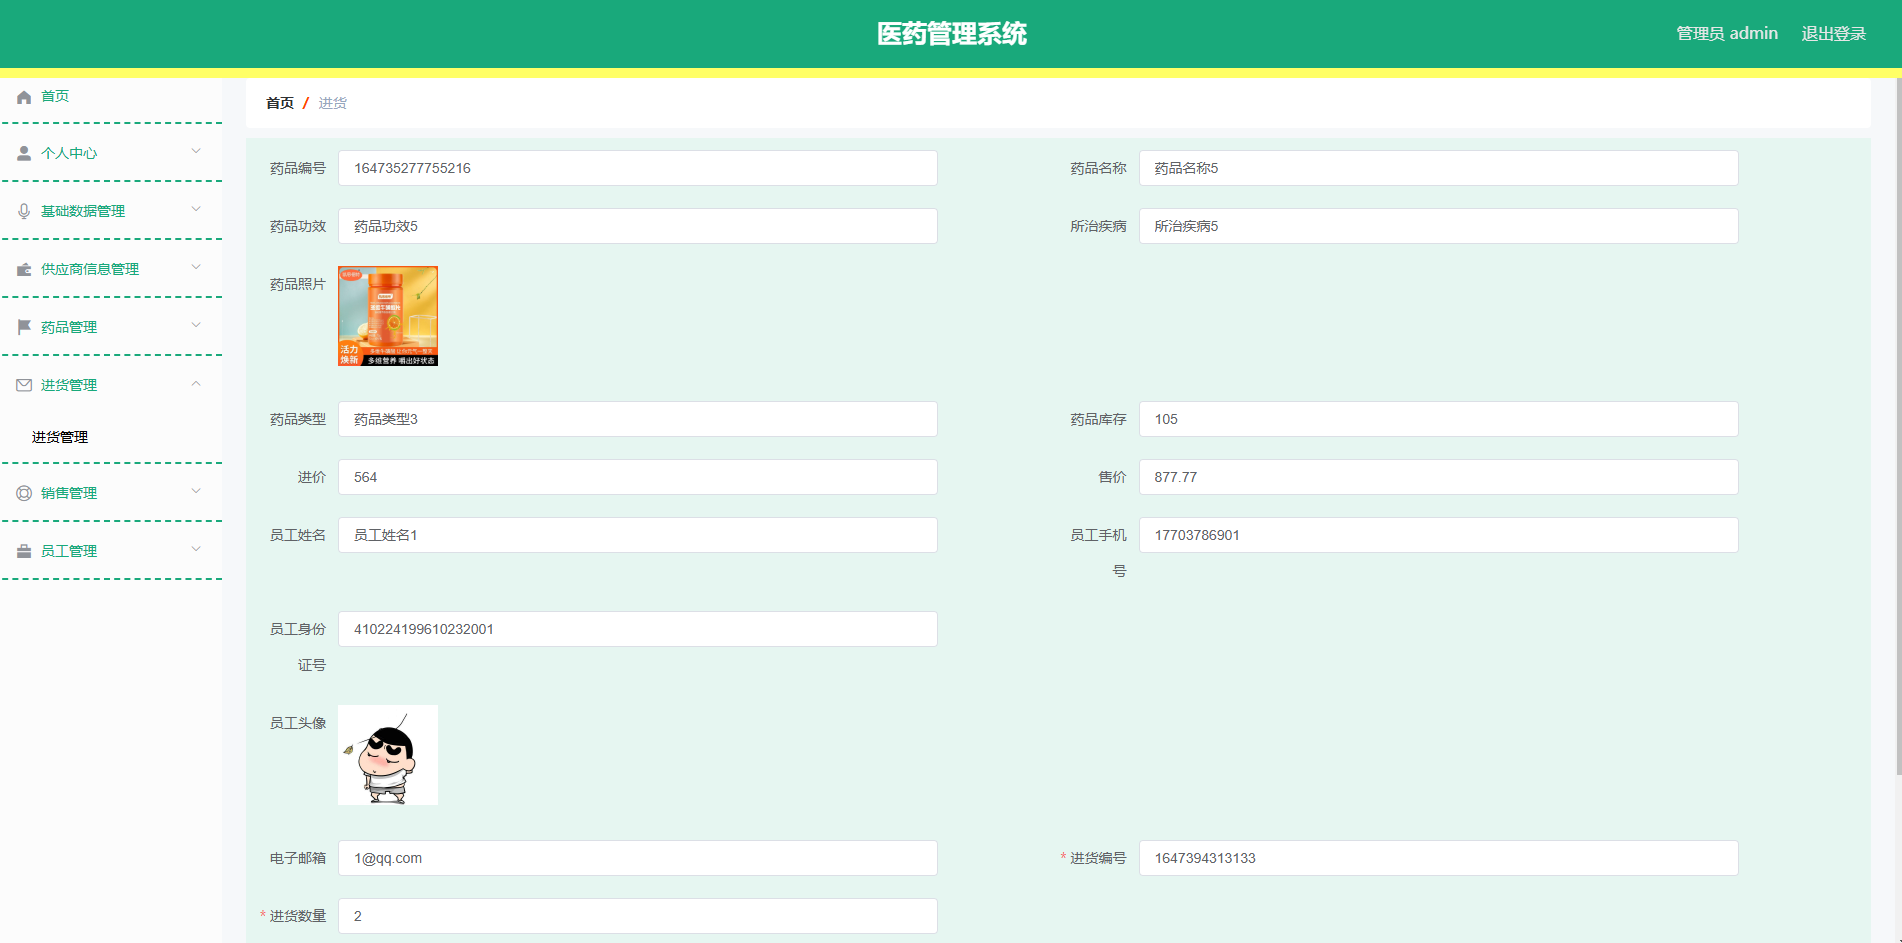 医药管理系统
管理员 admin
退出登录
首页
个人中心
基础数据管理
供应商信息管理
药品管理
进货管理
进货管理
销售管理
员工管理
首页 / 进货
药品编号 164735277755216
药品名称 药品名称5
药品功效 药品功效5
所治疾病 所治疾病5
药品照片
活力
焕新
多维营养 嚼出好状态
药品类型 药品类型3
药品库存 105
进价 564
售价 877.77
员工姓名 员工姓名1
员工手机 17703786901
号
员工身份 410224199610232001
证号
员工头像
电子邮箱 1@qq.com
* 进货编号 1647394313133
* 进货数量 2